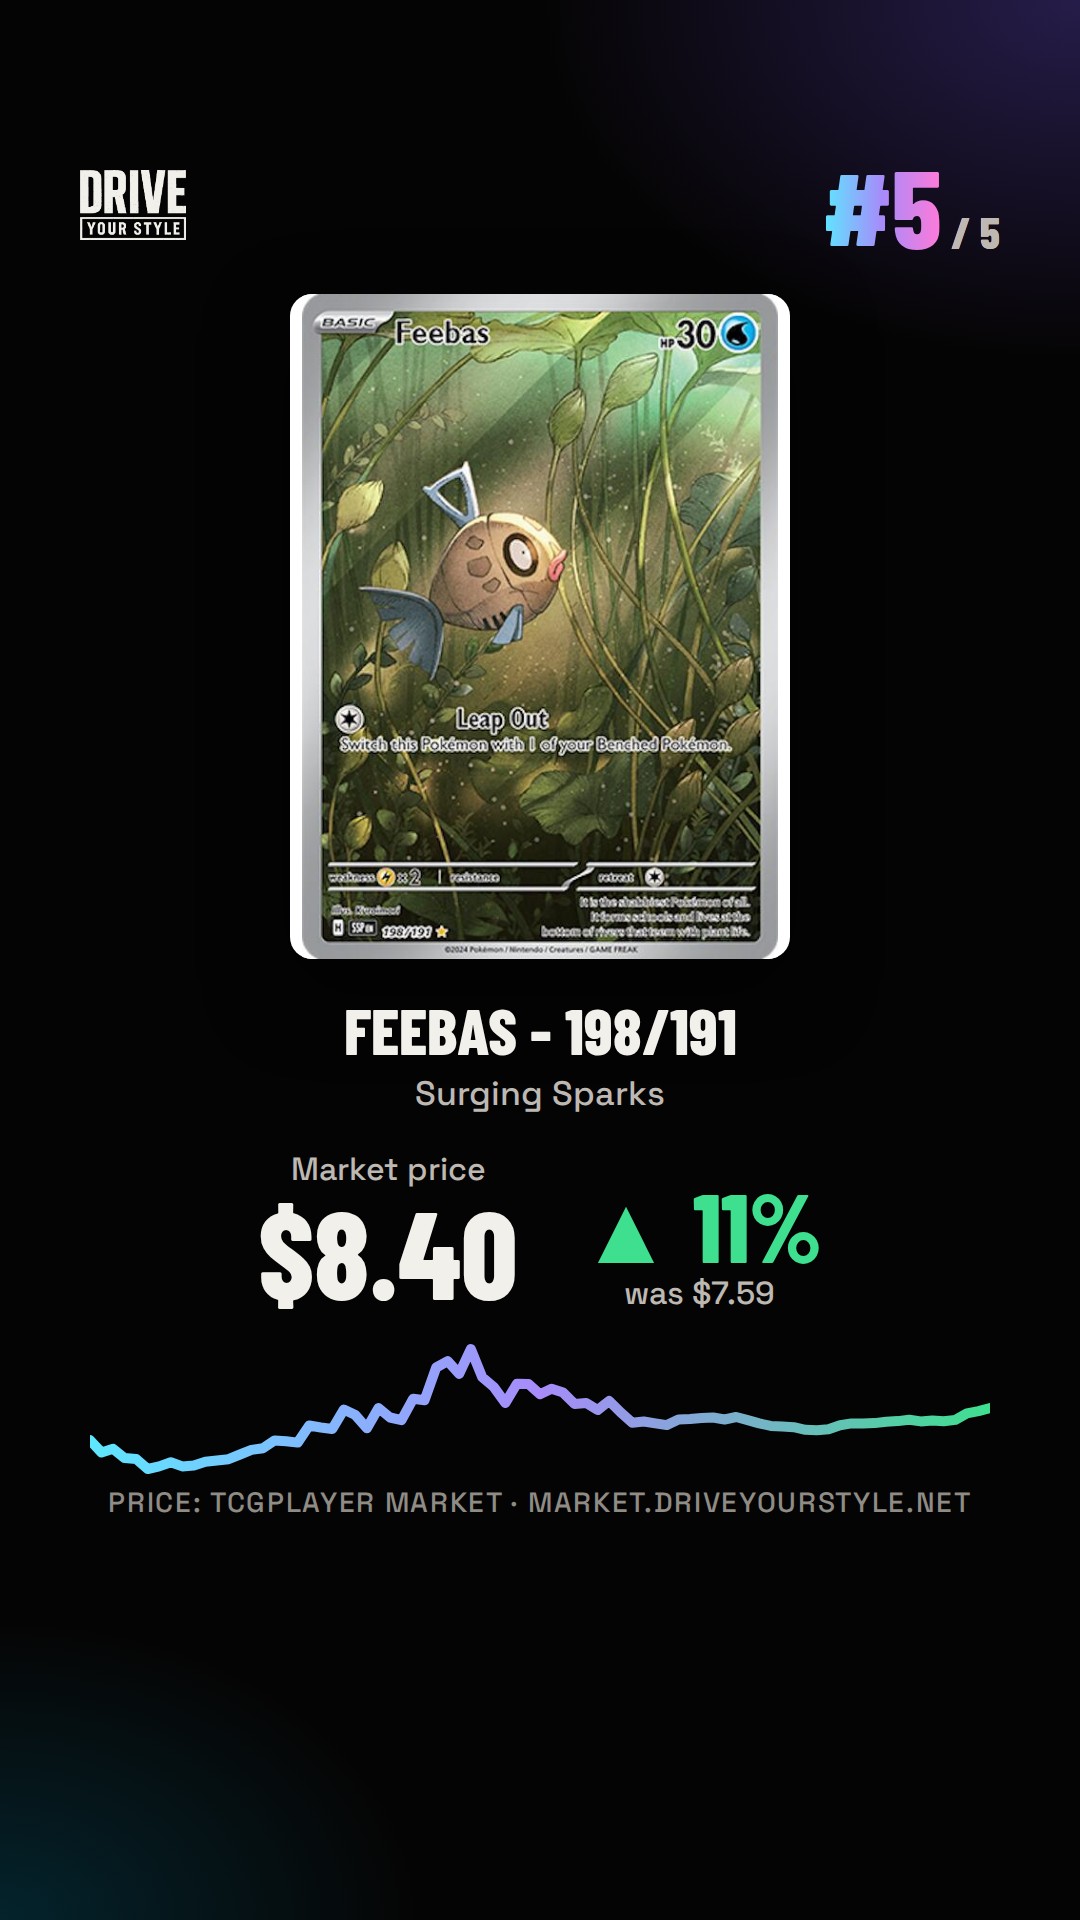 DRIVE
YOUR STYLE
#5 / 5
BASIC
Feebas
HP 30
Leap Out
Switch this Pokémon with 1 of your Benched Pokémon.
weakness ×2 resistance retreat
It is the shabbiest Pokémon of all.
It forms schools and lives at the
bottom of rivers that teem with plant life.
Illus. Kuroimori
H SSP EN 198/191
©2024 Pokémon / Nintendo / Creatures / GAME FREAK
FEEBAS - 198/191
Surging Sparks
Market price
$8.40
▲ 11%
was $7.59
PRICE: TCGPLAYER MARKET · MARKET.DRIVEYOURSTYLE.NET